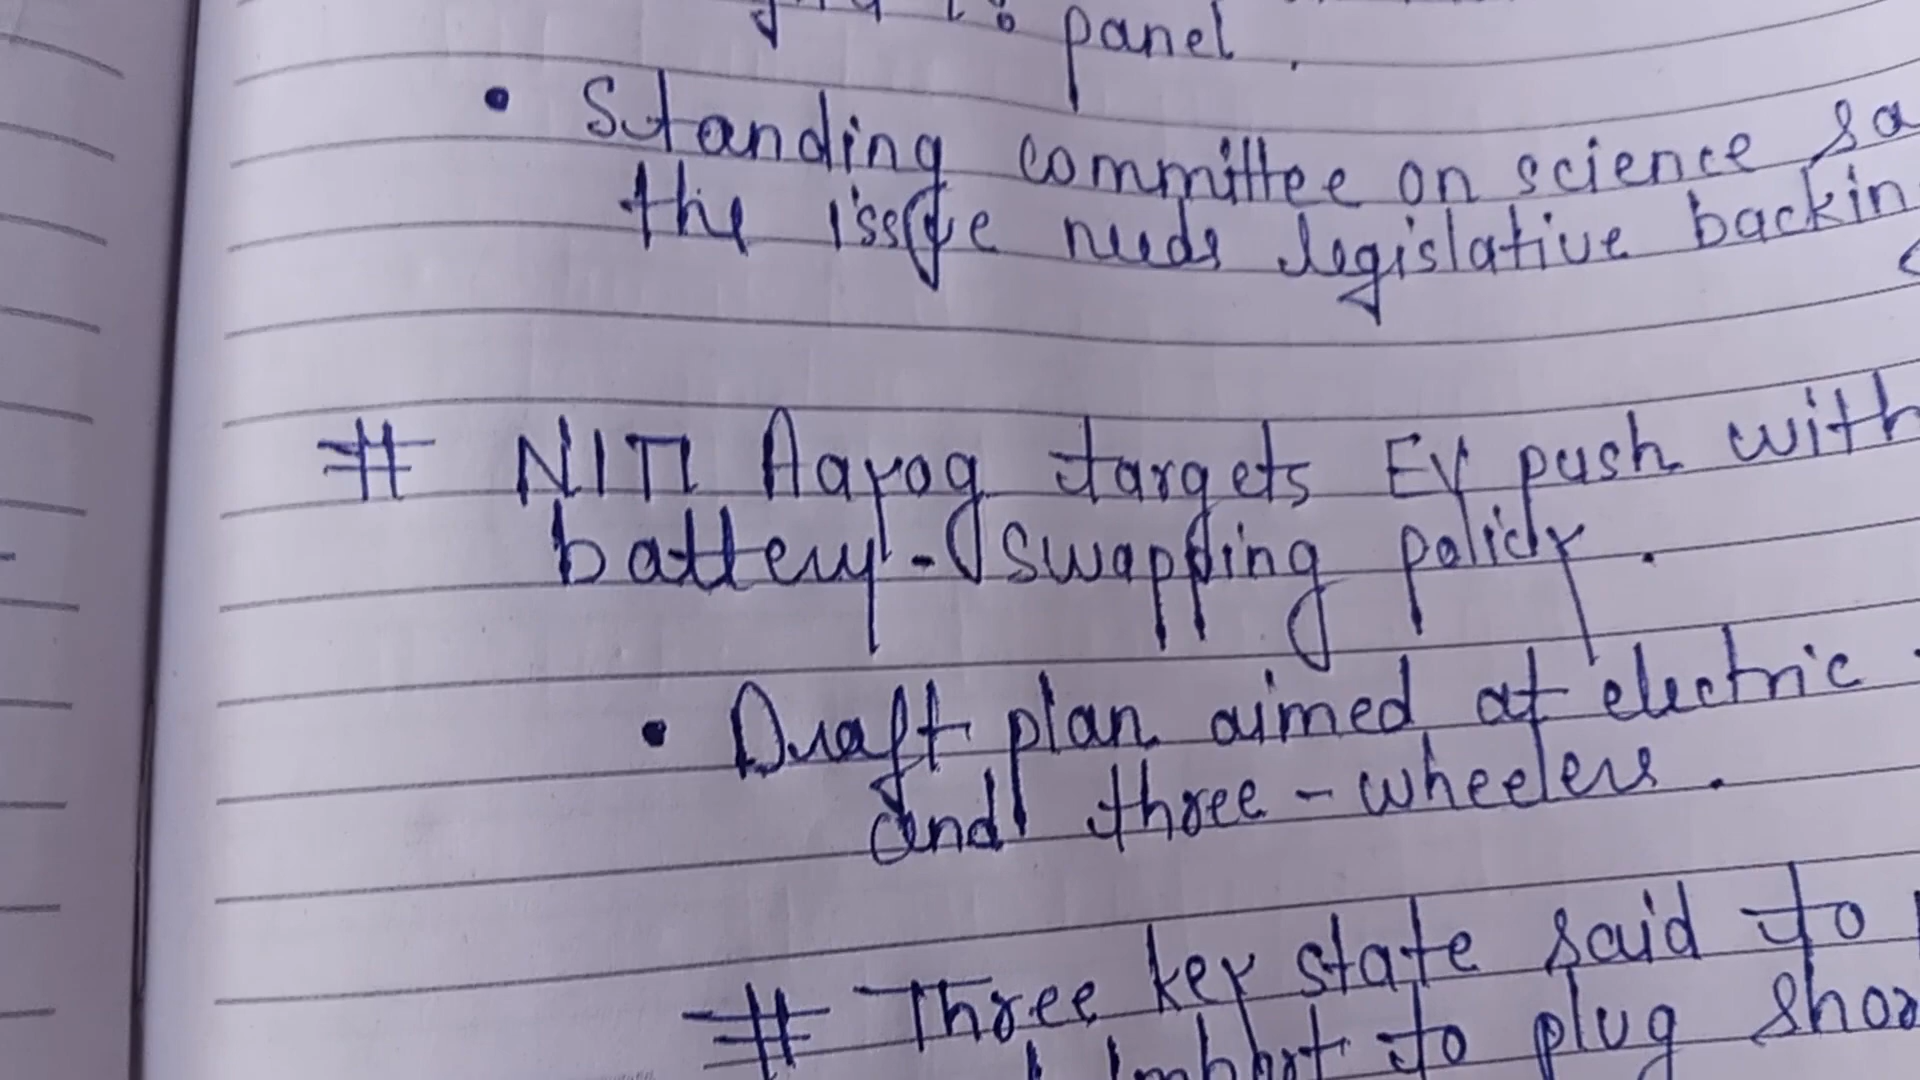 panel.
• Standing committee on science sa
the issue needs legislative backin
# NITI Aayog targets EV push with
battery-swapping policy.
• Draft plan aimed at electric
and three-wheelers.
# Three key state said to
to plug shor